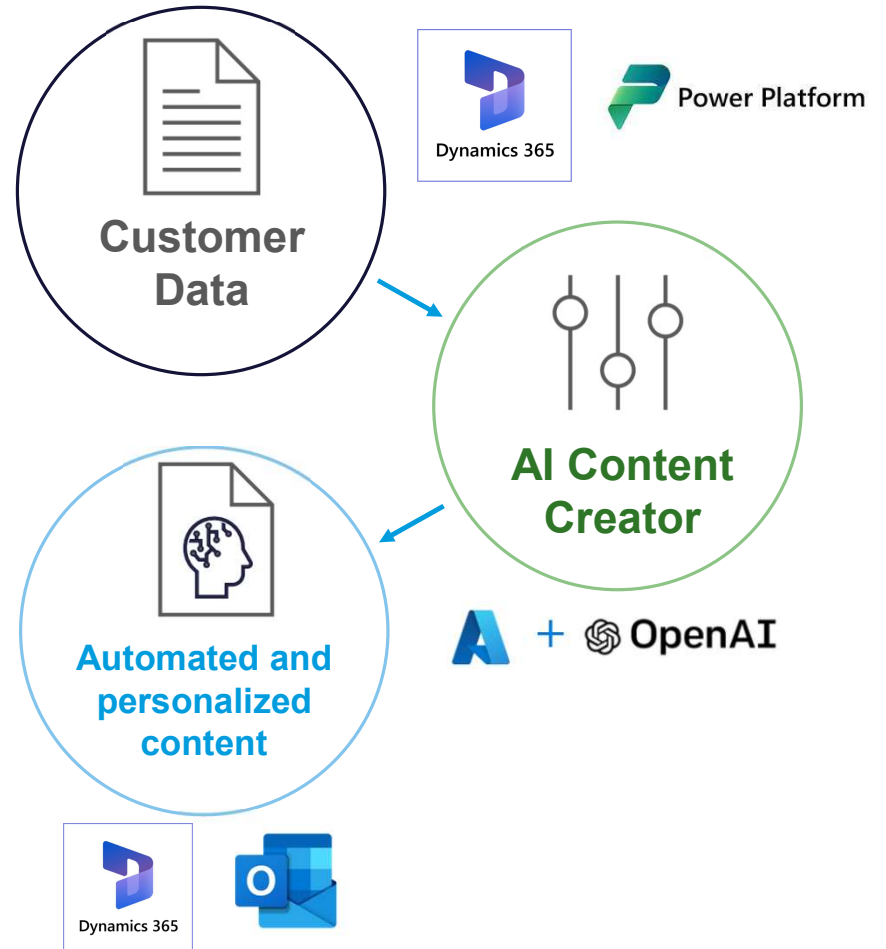 Dynamics 365
Power Platform
Customer
Data
AI Content
Creator
+ OpenAI
Automated and
personalized
content
Dynamics 365
O